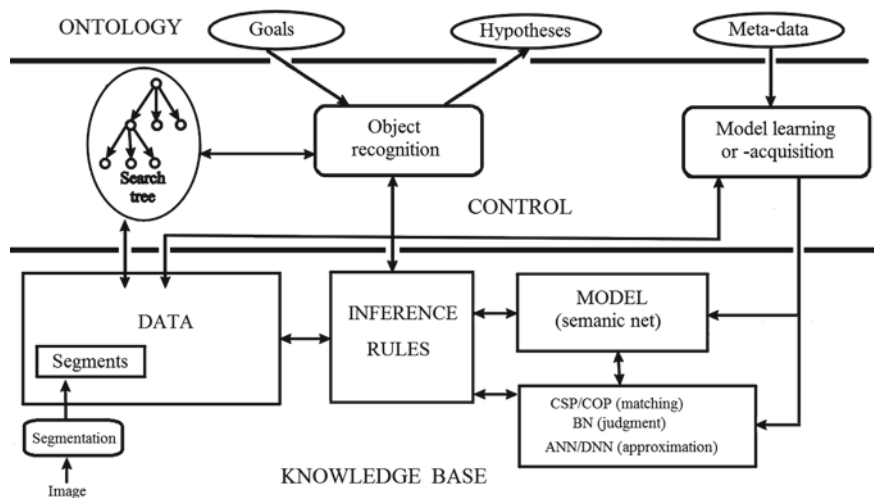 ONTOLOGY
Goals
Hypotheses
Meta-data
Search
tree
Object
recognition
Model learning
or -acquisition
CONTROL
DATA
Segments
Segmentation
Image
INFERENCE
RULES
MODEL
(semanic net)
CSP/COP (matching)
BN (judgment)
ANN/DNN (approximation)
KNOWLEDGE BASE